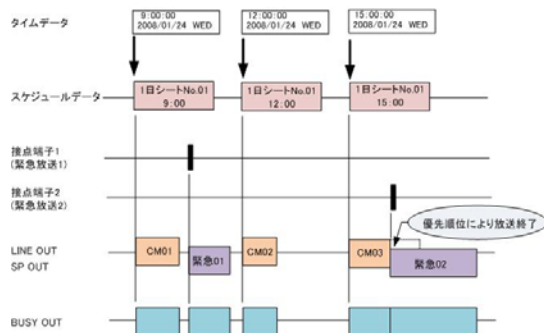 タイムデータ
9:00:00
2008/01/24 WED
12:00:00
2008/01/24 WED
15:00:00
2008/01/24 WED
スケジュールデータ
1日シートNo.01
9:00
1日シートNo.01
12:00
1日シートNo.01
15:00
接点端子1
(緊急放送1)
接点端子2
(緊急放送2)
優先順位により放送終了
LINE OUT
SP OUT
CM01
緊急01
CM02
CM03
緊急02
BUSY OUT